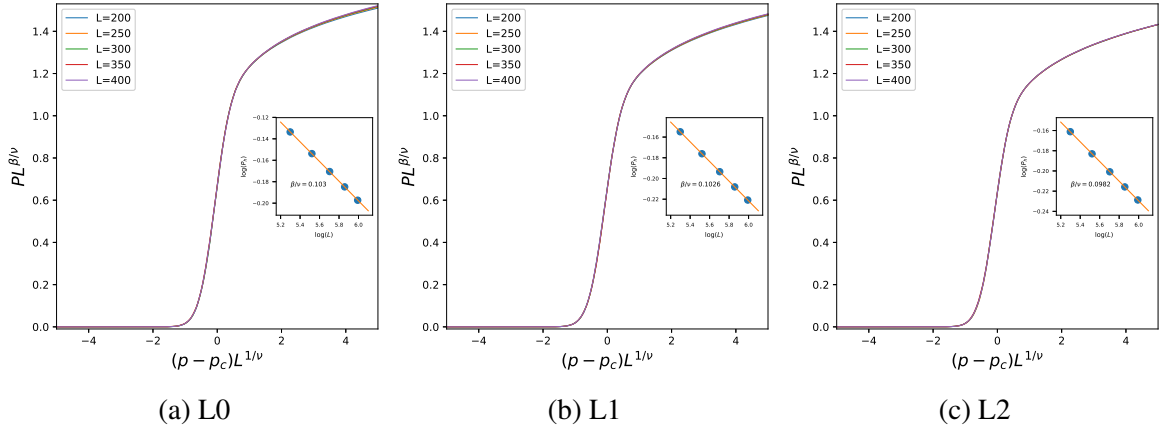 L=200
L=250
L=300
L=350
L=400
PL^{β/ν}
1.4
1.2
1.0
0.8
0.6
0.4
0.2
0.0
−4
−2
0
2
4
(p − p_c)L^{1/ν}
log(P_s)
−0.12
−0.14
−0.16
−0.18
−0.20
β/ν = 0.103
5.2
5.4
5.6
5.8
6.0
log(L)
(a) L0
L=200
L=250
L=300
L=350
L=400
PL^{β/ν}
1.4
1.2
1.0
0.8
0.6
0.4
0.2
0.0
−4
−2
0
2
4
(p − p_c)L^{1/ν}
log(P_s)
−0.16
−0.18
−0.20
−0.22
β/ν = 0.1026
5.2
5.4
5.6
5.8
6.0
log(L)
(b) L1
L=200
L=250
L=300
L=350
L=400
PL^{β/ν}
1.4
1.2
1.0
0.8
0.6
0.4
0.2
0.0
−4
−2
0
2
4
(p − p_c)L^{1/ν}
log(P_s)
−0.16
−0.18
−0.20
−0.22
−0.24
β/ν = 0.0982
5.2
5.4
5.6
5.8
6.0
log(L)
(c) L2